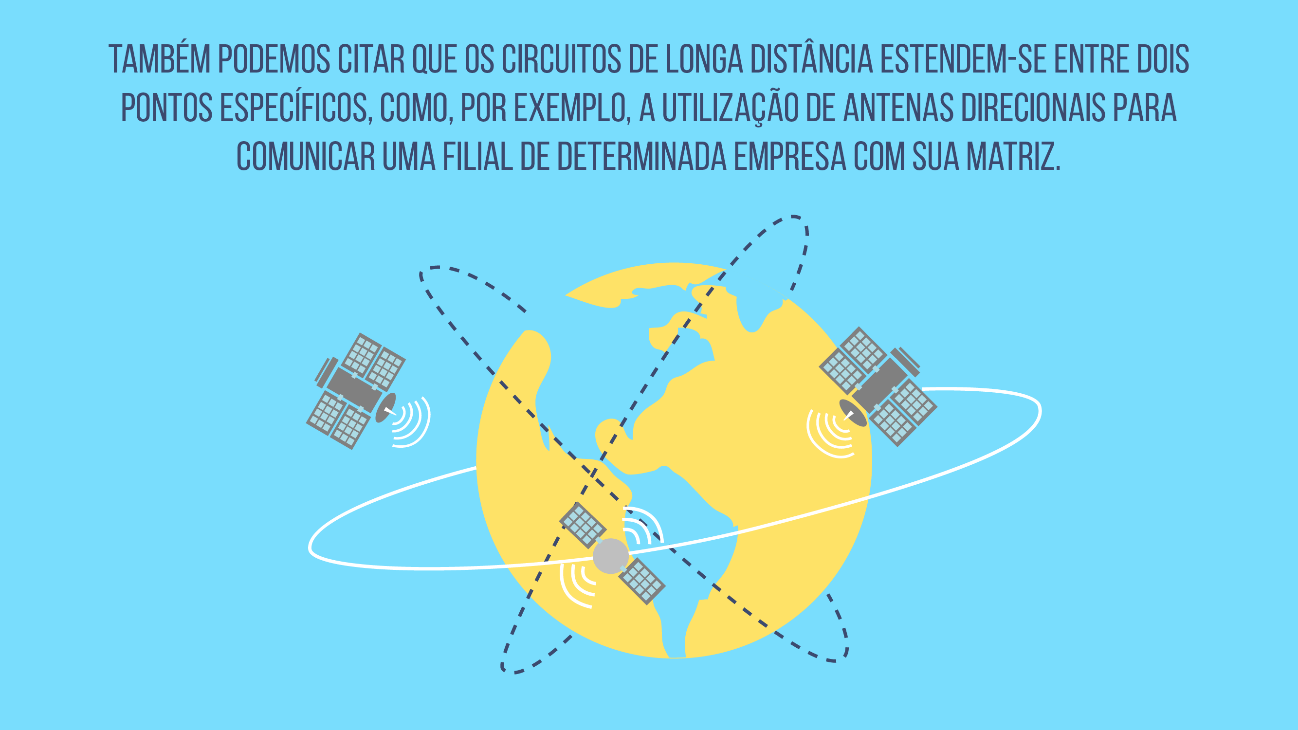 TAMBÉM PODEMOS CITAR QUE OS CIRCUITOS DE LONGA DISTÂNCIA ESTENDEM-SE ENTRE DOIS
PONTOS ESPECÍFICOS, COMO, POR EXEMPLO, A UTILIZAÇÃO DE ANTENAS DIRECIONAIS PARA
COMUNICAR UMA FILIAL DE DETERMINADA EMPRESA COM SUA MATRIZ.